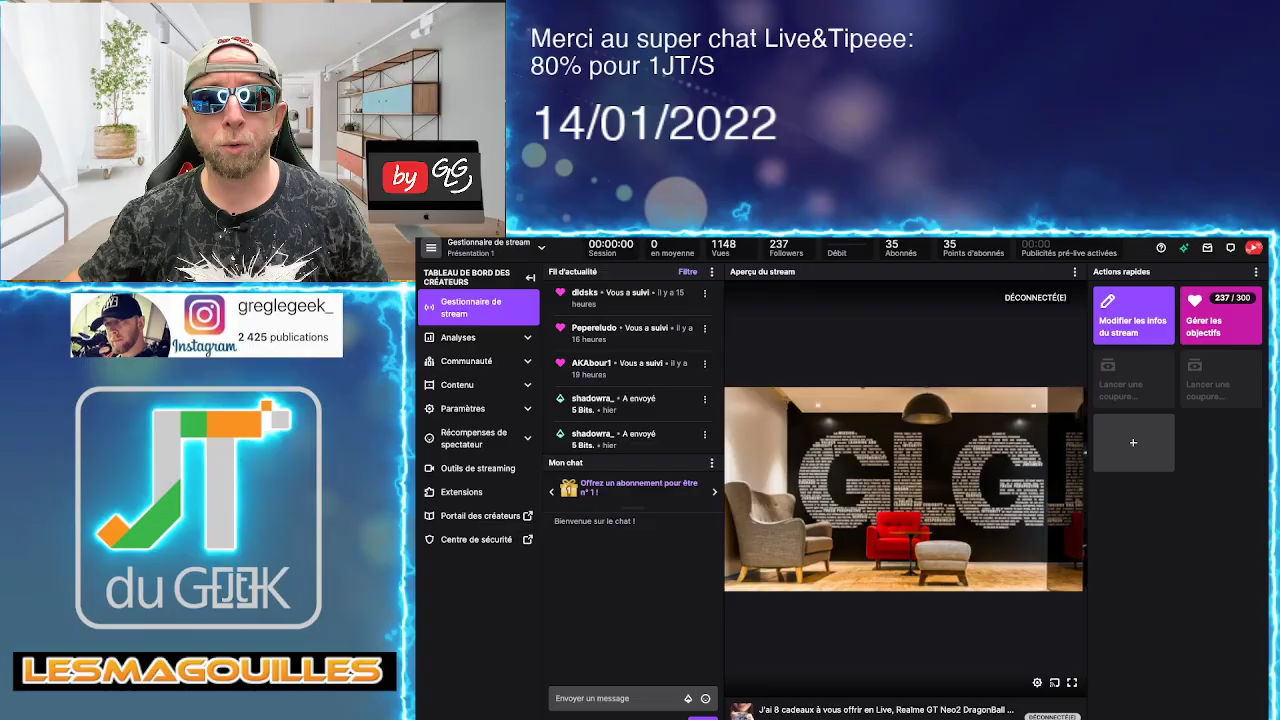 Merci au super chat Live&Tipeee:
80% pour 1JT/S
14/01/2022
by GLG
greglegeek_
2 425 publications
Instagram
JT
du GEEK
LESMAGOUILLES
Gestionnaire de stream
Présentation 1
00:00:00
Session
0
en moyenne
1148
Vues
237
Followers
Débit
35
Abonnés
35
Points d'abonnés
00:00
Publicités pré-live activées
TABLEAU DE BORD DES
CRÉATEURS
Gestionnaire de
stream
Analyses
Communauté
Contenu
Paramètres
Récompenses de
spectateur
Outils de streaming
Extensions
Portail des créateurs
Centre de sécurité
Fil d'actualité
Filtre
dldsks • Vous a suivi • il y a 15
heures
Pepereludo • Vous a suivi • il y a
16 heures
AKAbour1 • Vous a suivi • il y a
19 heures
shadowra_ • A envoyé
5 Bits. • hier
shadowra_ • A envoyé
5 Bits. • hier
Mon chat
Offrez un abonnement pour être
n° 1 !
Bienvenue sur le chat !
Envoyer un message
Aperçu du stream
DÉCONNECTÉ(E)
GLG
J'ai 8 cadeaux à vous offrir en Live, Realme GT Neo2 DragonBall ...
DÉCONNECTÉ(E)
Actions rapides
Modifier les infos
du stream
237 / 300
Gérer les
objectifs
Lancer une
coupure...
Lancer une
coupure...